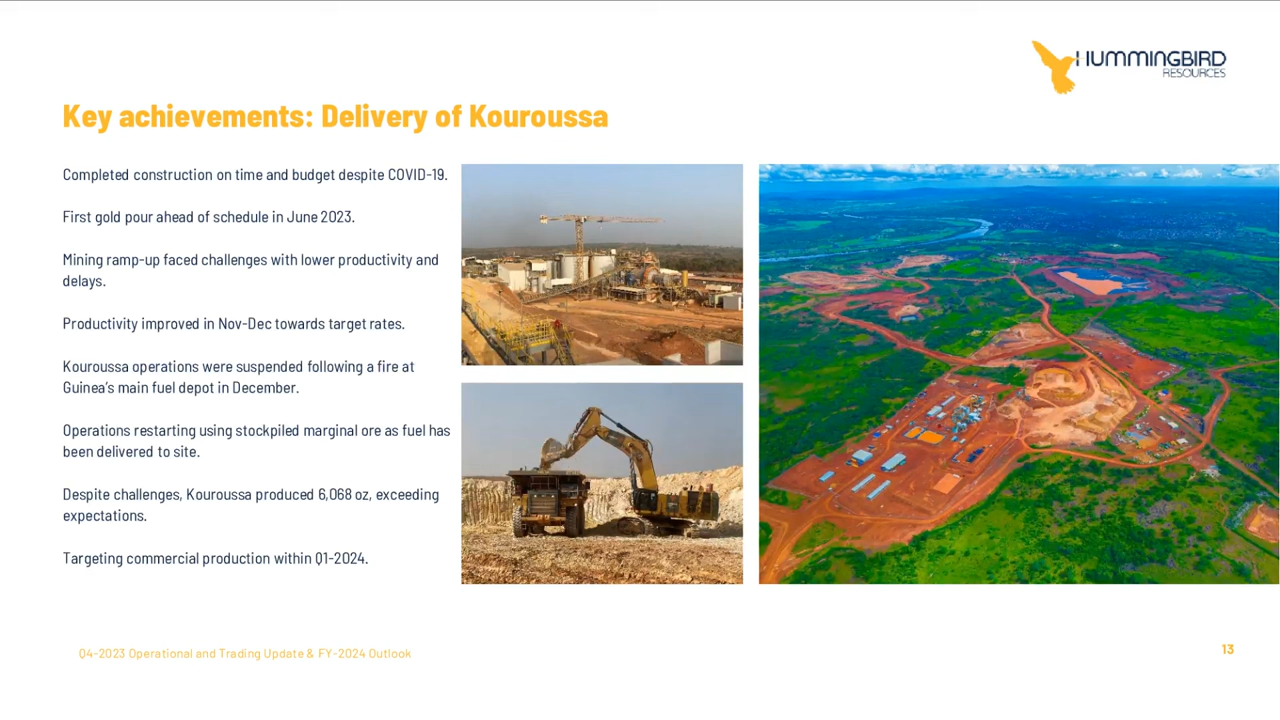 HUMMINGBIRD
RESOURCES
Key achievements: Delivery of Kouroussa
Completed construction on time and budget despite COVID-19.
First gold pour ahead of schedule in June 2023.
Mining ramp-up faced challenges with lower productivity and
delays.
Productivity improved in Nov-Dec towards target rates.
Kouroussa operations were suspended following a fire at
Guinea’s main fuel depot in December.
Operations restarting using stockpiled marginal ore as fuel has
been delivered to site.
Despite challenges, Kouroussa produced 6,068 oz, exceeding
expectations.
Targeting commercial production within Q1-2024.
Q4-2023 Operational and Trading Update & FY-2024 Outlook
13